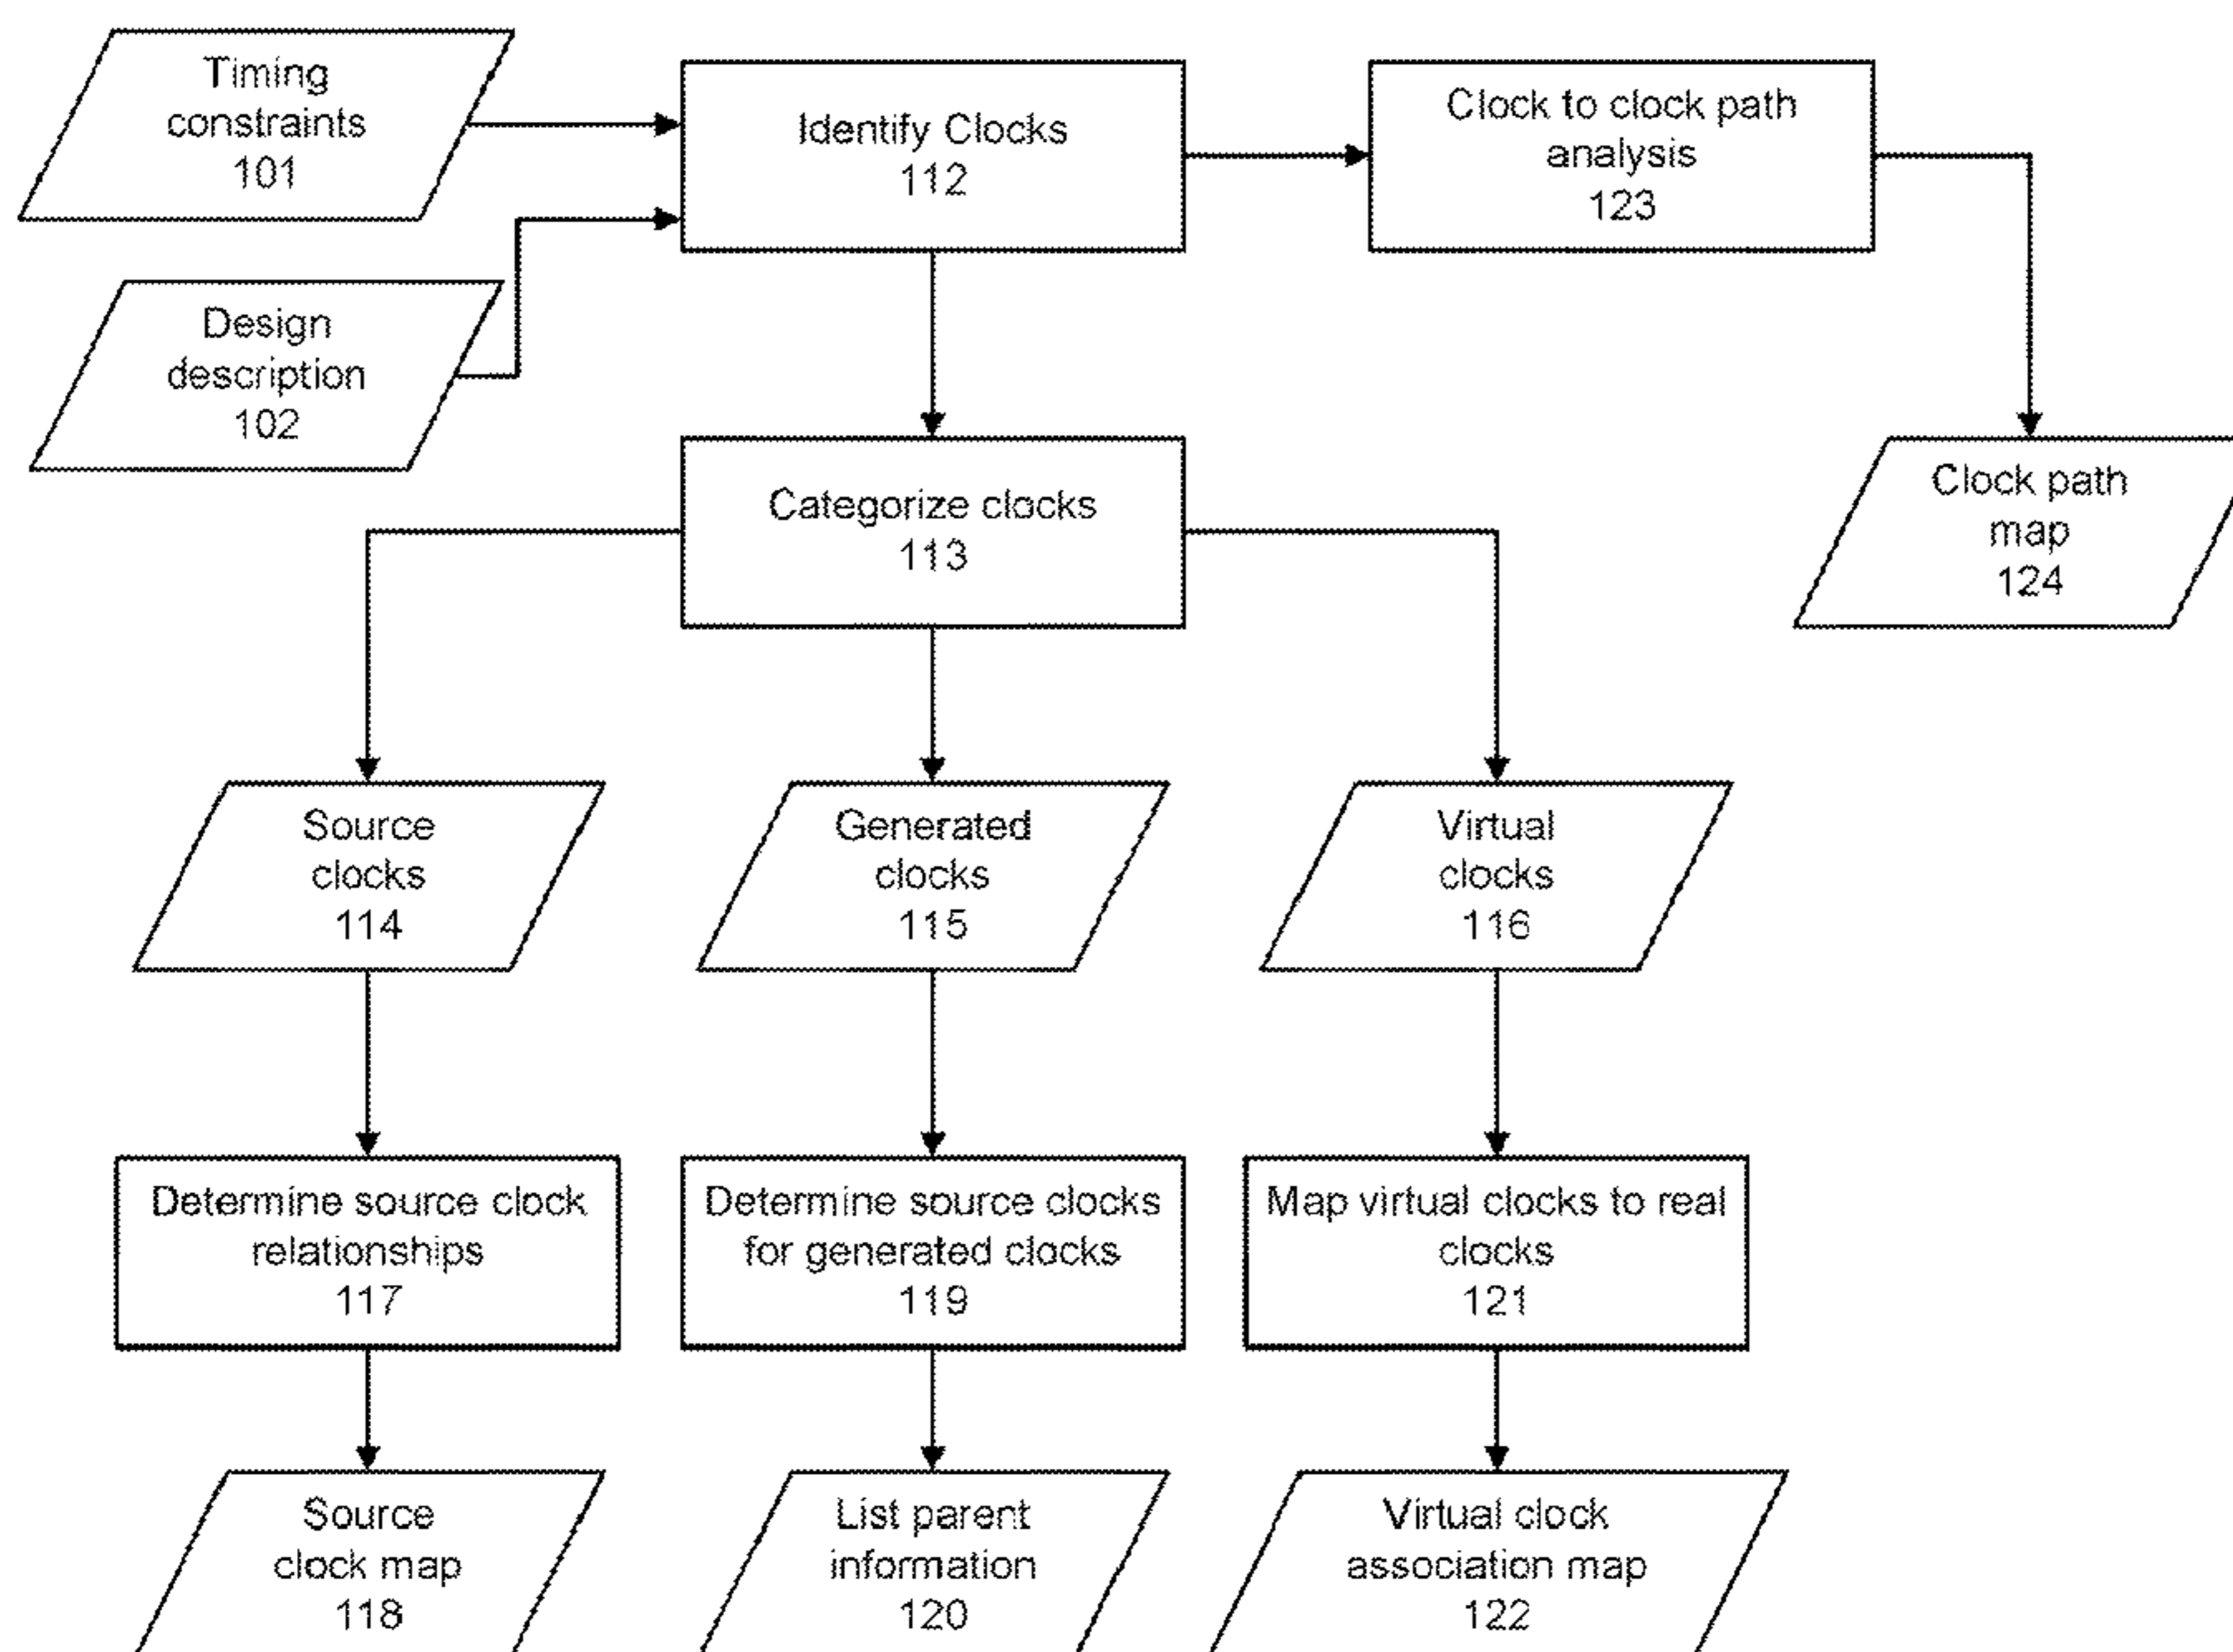 Timing
constraints
101
Identify Clocks
112
Clock to clock path
analysis
123
Design
description
102
Categorize clocks
113
Clock path
map
124
Source
clocks
114
Generated
clocks
115
Virtual
clocks
116
Determine source clock
relationships
117
Determine source clocks
for generated clocks
119
Map virtual clocks to real
clocks
121
Source
clock map
118
List parent
information
120
Virtual clock
association map
122